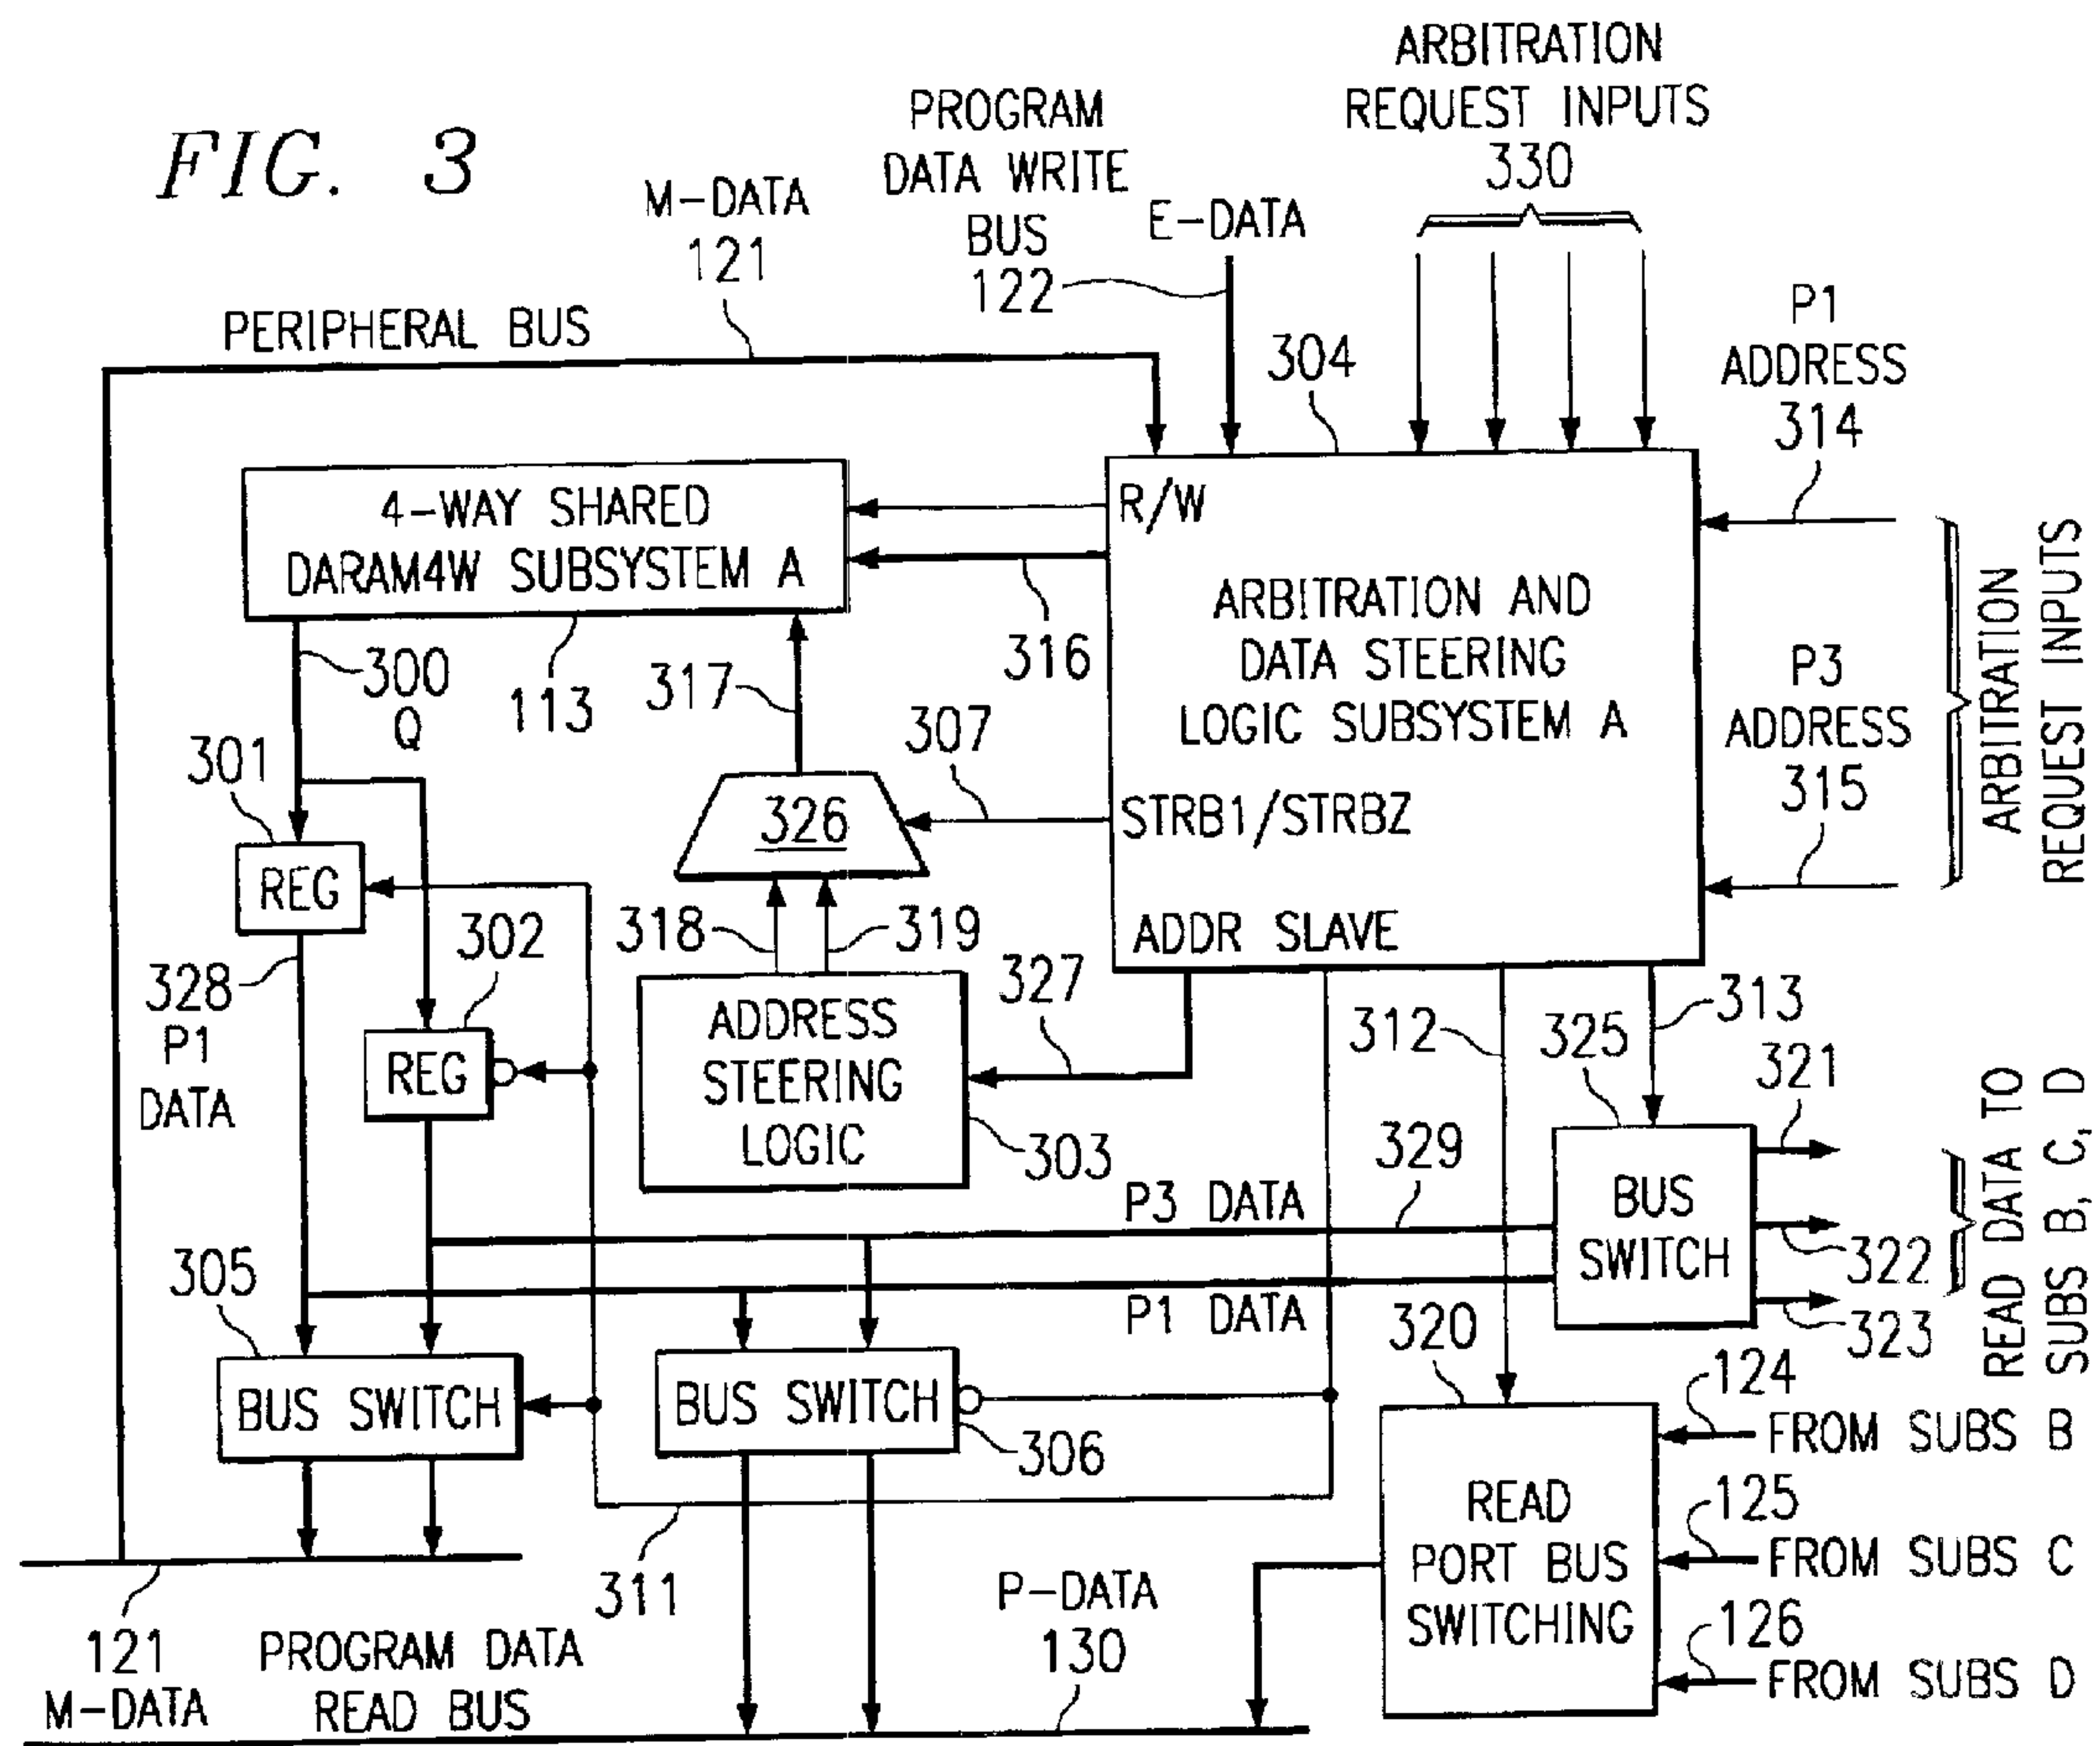 FIG. 3
ARBITRATION
REQUEST INPUTS
330
PROGRAM
DATA WRITE
BUS
122
E-DATA
M-DATA
121
PERIPHERAL BUS
304
P1
ADDRESS
314
4-WAY SHARED
DARAM4W SUBSYSTEM A
R/W
ARBITRATION AND
DATA STEERING
LOGIC SUBSYSTEM A
STRB1/STRBZ
ADDR SLAVE
316
P3
ADDRESS
315
ARBITRATION
REQUEST INPUTS
300
Q
113
317
307
301
REG
326
318
319
302
REG
328
P1
DATA
ADDRESS
STEERING
LOGIC
303
327
312
325
313
321
BUS
SWITCH
322
323
READ DATA TO
SUBS B, C, D
329
P3 DATA
P1 DATA
305
BUS SWITCH
BUS SWITCH
306
320
124
FROM SUBS B
READ
PORT BUS
SWITCHING
125
FROM SUBS C
126
FROM SUBS D
311
P-DATA
130
121
M-DATA
PROGRAM DATA
READ BUS